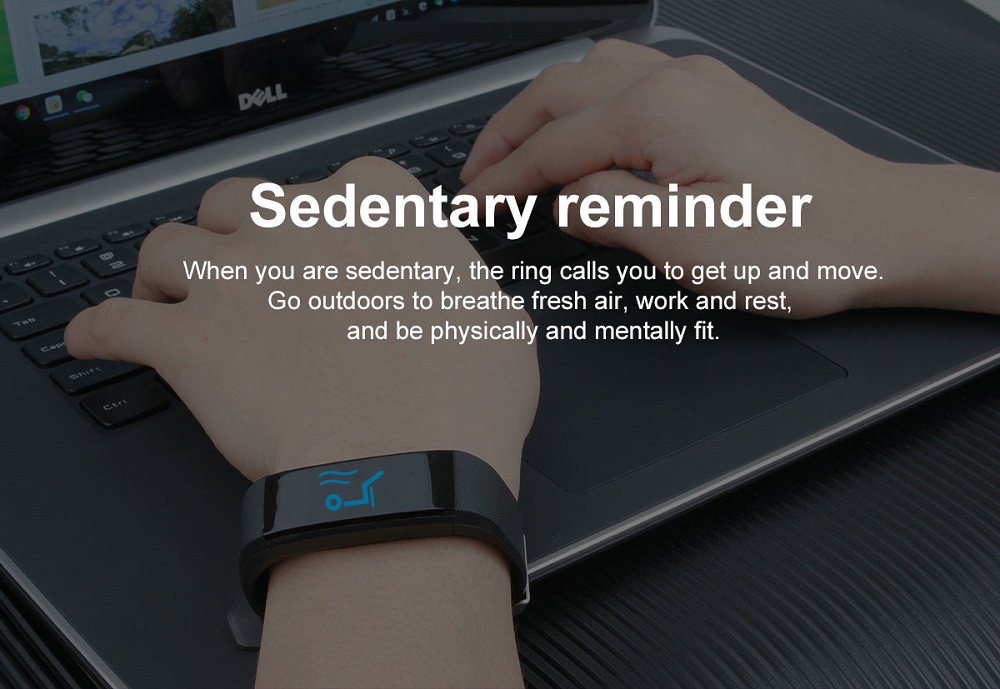 DELL
Sedentary reminder
When you are sedentary, the ring calls you to get up and move.
Go outdoors to breathe fresh air, work and rest,
and be physically and mentally fit.
Tab
Caps
Shift
Ctrl